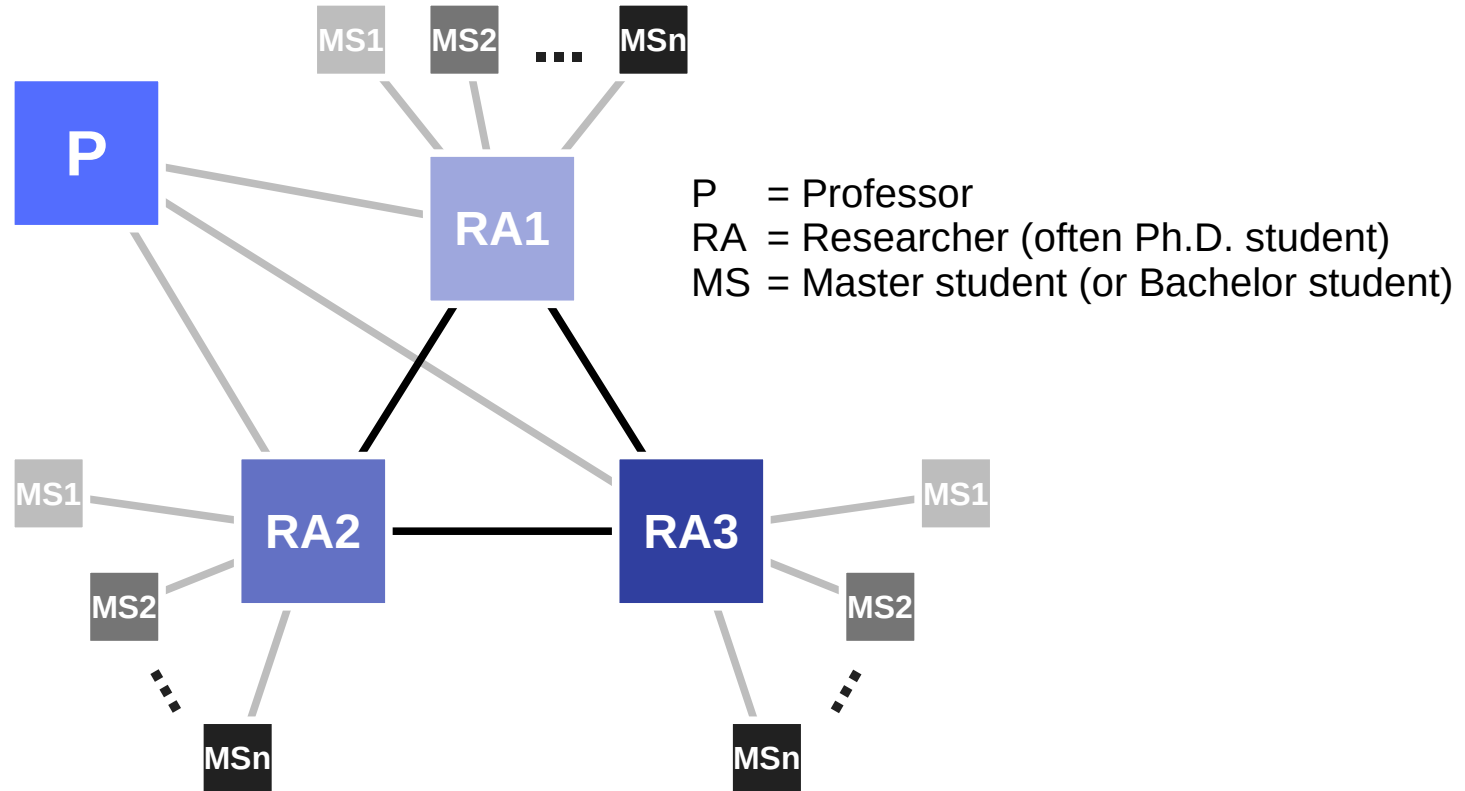 MS1 MS2 ... MSn
P
RA1
P = Professor
RA = Researcher (often Ph.D. student)
MS = Master student (or Bachelor student)
MS1
RA2
RA3
MS1
MS2
MS2
MSn
MSn